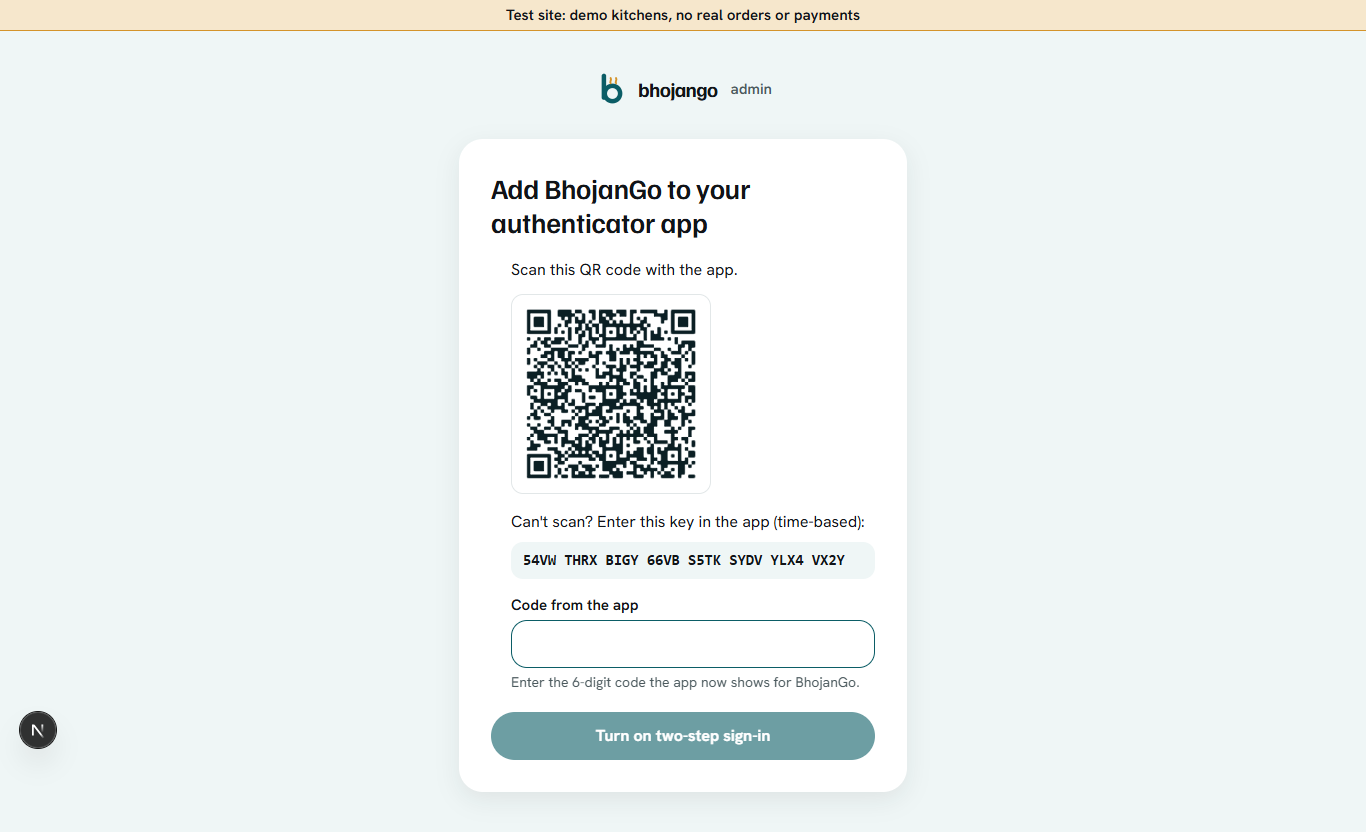 Test site: demo kitchens, no real orders or payments
bhojango admin
Add BhojanGo to your
authenticator app
Scan this QR code with the app.
Can't scan? Enter this key in the app (time-based):
54VW THRX BIGY 66VB S5TK SYDV YLX4 VX2Y
Code from the app
Enter the 6-digit code the app now shows for BhojanGo.
N
Turn on two-step sign-in